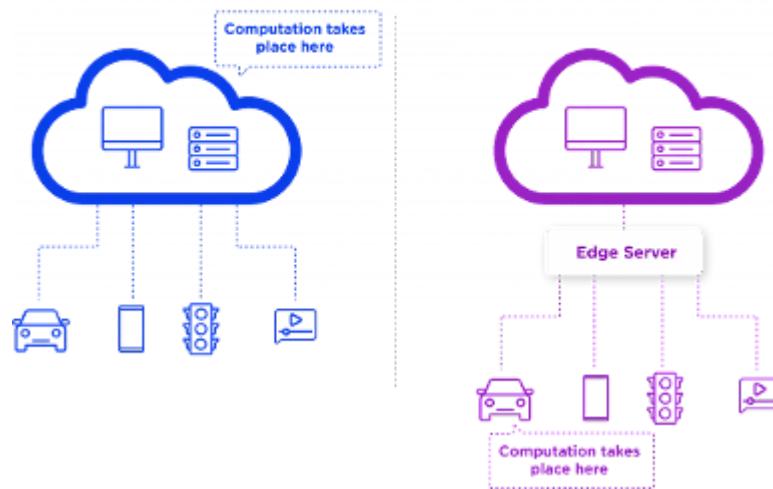 Computation takes
place here
Edge Server
Computation takes
place here